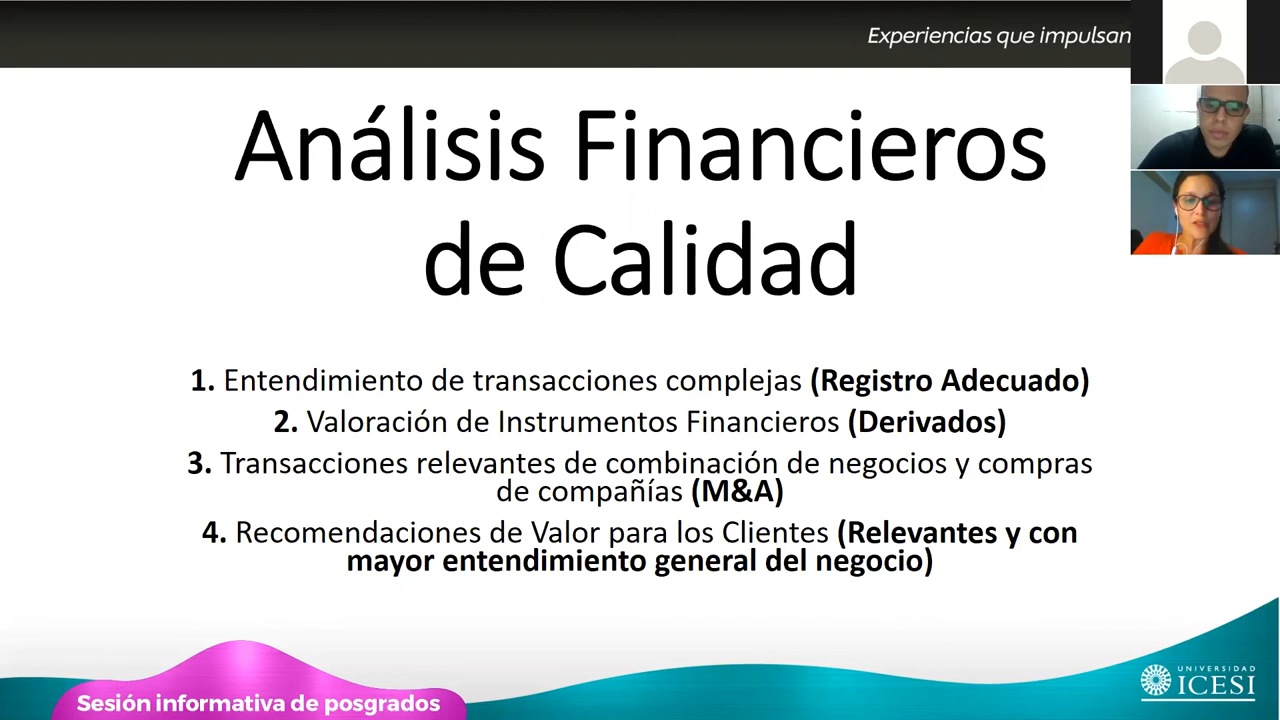 Experiencias que impulsan
Análisis Financieros
de Calidad
1. Entendimiento de transacciones complejas (Registro Adecuado)
2. Valoración de Instrumentos Financieros (Derivados)
3. Transacciones relevantes de combinación de negocios y compras
de compañías (M&A)
4. Recomendaciones de Valor para los Clientes (Relevantes y con
mayor entendimiento general del negocio)
Sesión informativa de posgrados
UNIVERSIDAD
ICESI